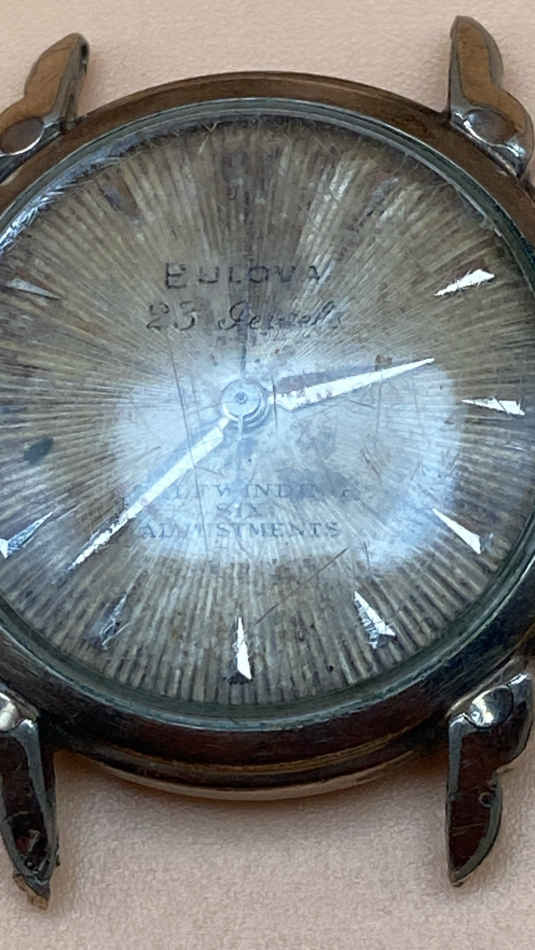 BULOVA
23 Jewels
SELFWINDING
SIX
ADJUSTMENTS